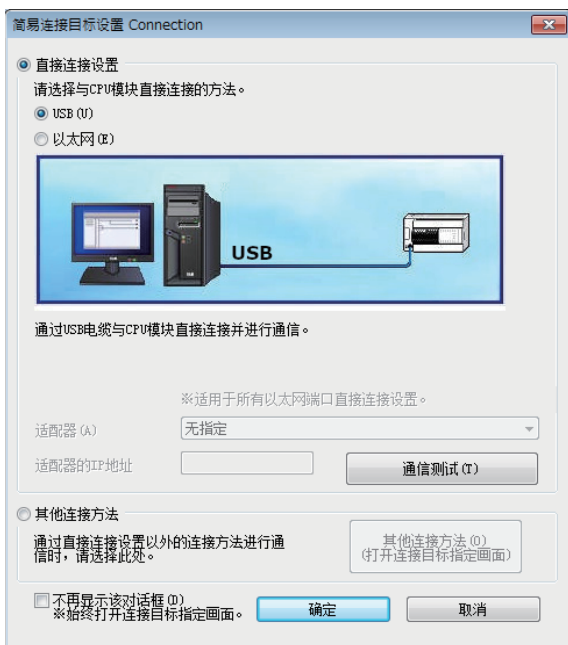 简易连接目标设置 Connection
直接连接设置
请选择与CPU模块直接连接的方法。
USB(U)
以太网(E)
USB
通过USB电缆与CPU模块直接连接并进行通信。
※适用于所有以太网端口直接连接设置。
适配器(A)
无指定
适配器的IP地址
通信测试(T)
其他连接方法
通过直接连接设置以外的连接方法进行通
信时，请选择此处。
其他连接方法(O)
(打开连接目标指定画面)
不再显示该对话框(D)
※始终打开连接目标指定画面。
确定
取消